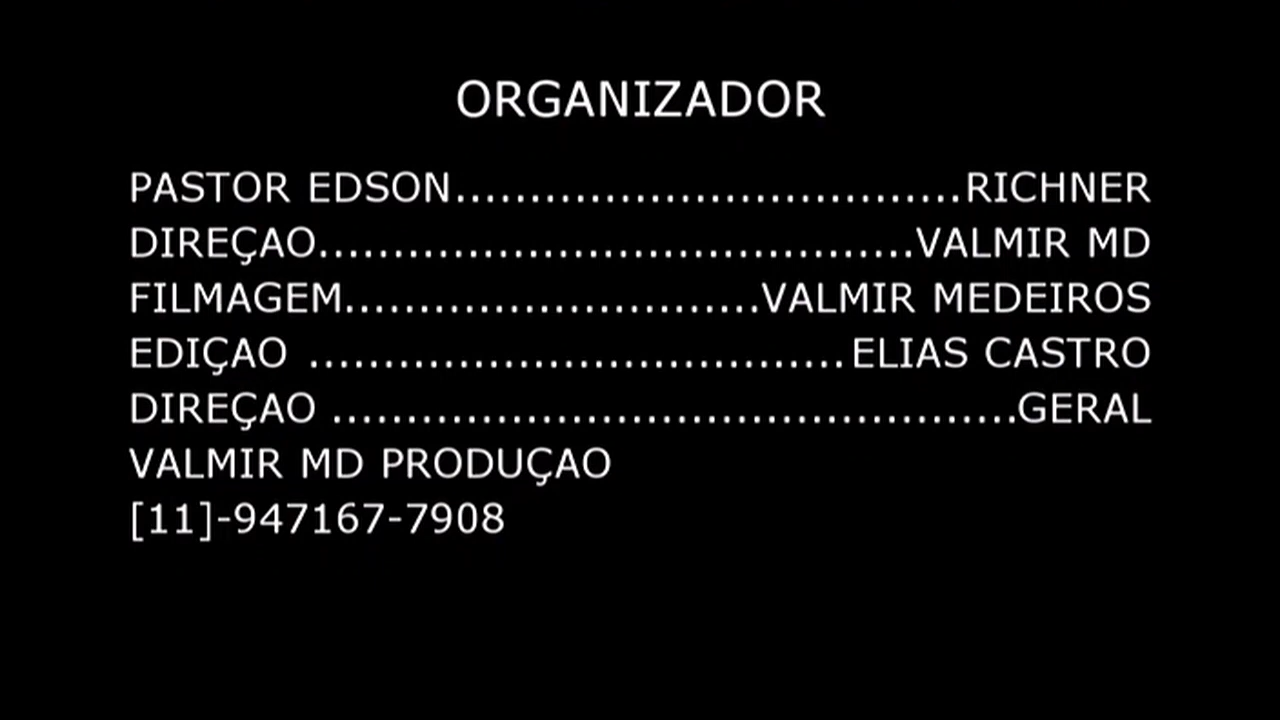 ORGANIZADOR
PASTOR EDSON..................................RICHNER
DIREÇAO........................................VALMIR MD
FILMAGEM............................VALMIR MEDEIROS
EDIÇAO ....................................ELIAS CASTRO
DIREÇAO ..............................................GERAL
VALMIR MD PRODUÇAO
[11]-947167-7908